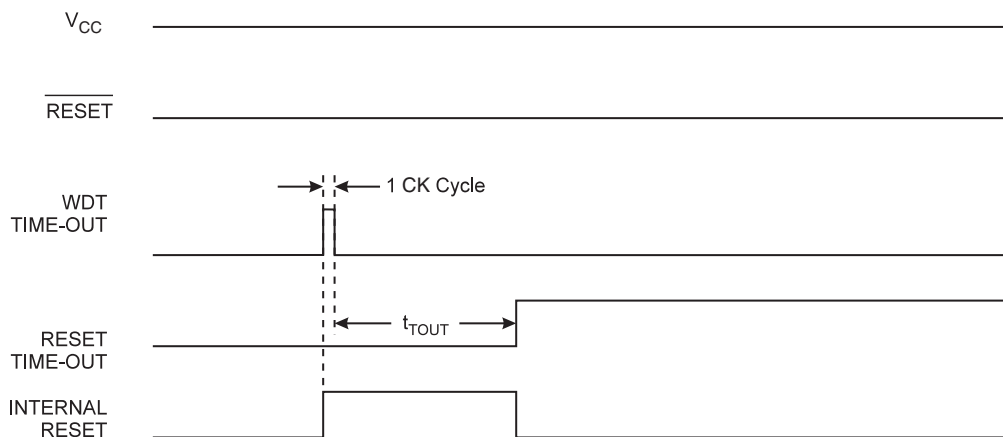 VCC
RESET
1 CK Cycle
WDT
TIME-OUT
tTOUT
RESET
TIME-OUT
INTERNAL
RESET